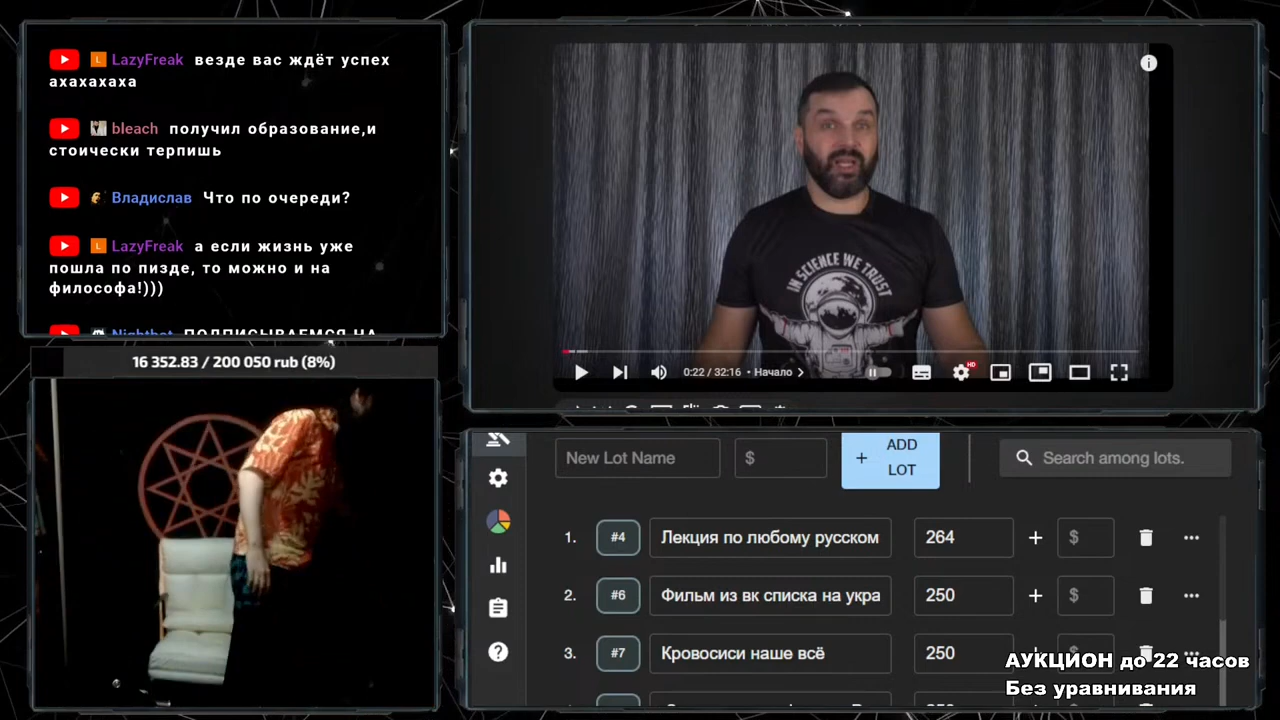 LazyFreak везде вас ждёт успех
ахахахаха
bleach получил образование,и
стоически терпишь
Владислав Что по очереди?
LazyFreak а если жизнь уже
пошла по пизде, то можно и на
философа!)))
Nightbot ПОДПИСЫВАЕМСЯ НА
16 352.83 / 200 050 rub (8%)
IN SCIENCE WE TRUST
0:22 / 32:16 • Начало
HD
New Lot Name
$
+ ADD
LOT
Search among lots.
1. #4 Лекция по любому русском 264 + $
2. #6 Фильм из вк списка на укра 250 + $
3. #7 Кровосиси наше всё 250
АУКЦИОН до 22 часов
Без уравнивания